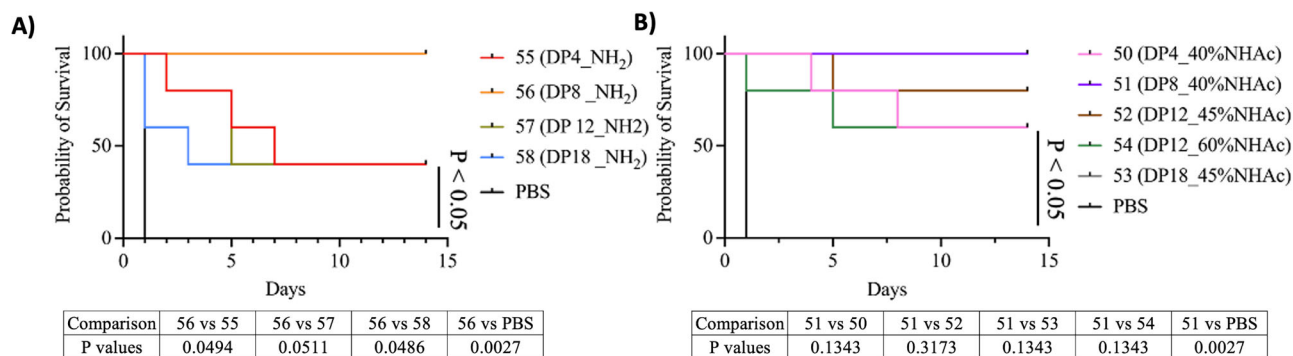 A)
Probability of Survival
100
50
0
0 5 10 15
Days
55 (DP4_NH₂)
56 (DP8 _NH₂)
57 (DP 12_NH2)
58 (DP18 _NH₂)
PBS
P < 0.05
Comparison 56 vs 55 56 vs 57 56 vs 58 56 vs PBS
P values 0.0494 0.0511 0.0486 0.0027
B)
Probability of Survival
100
50
0
0 5 10 15
Days
50 (DP4_40%NHAc)
51 (DP8_40%NHAc)
52 (DP12_45%NHAc)
54 (DP12_60%NHAc)
53 (DP18_45%NHAc)
PBS
P < 0.05
Comparison 51 vs 50 51 vs 52 51 vs 53 51 vs 54 51 vs PBS
P values 0.1343 0.3173 0.1343 0.1343 0.0027